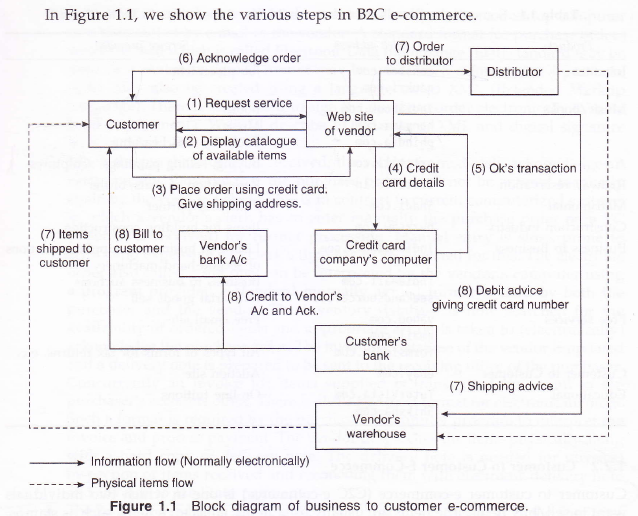 In Figure 1.1, we show the various steps in B2C e-commerce.
(6) Acknowledge order
(7) Order
to distributor
Distributor
Customer
(1) Request service
(2) Display catalogue
of available items
Web site
of vendor
(3) Place order using credit card.
Give shipping address.
(4) Credit
card details
(5) Ok's transaction
(7) Items
shipped to
customer
(8) Bill to
customer
Vendor's
bank A/c
Credit card
company's computer
(8) Credit to Vendor's
A/c and Ack.
(8) Debit advice
giving credit card number
Customer's
bank
(7) Shipping advice
Vendor's
warehouse
Information flow (Normally electronically)
Physical items flow
Figure 1.1 Block diagram of business to customer e-commerce.